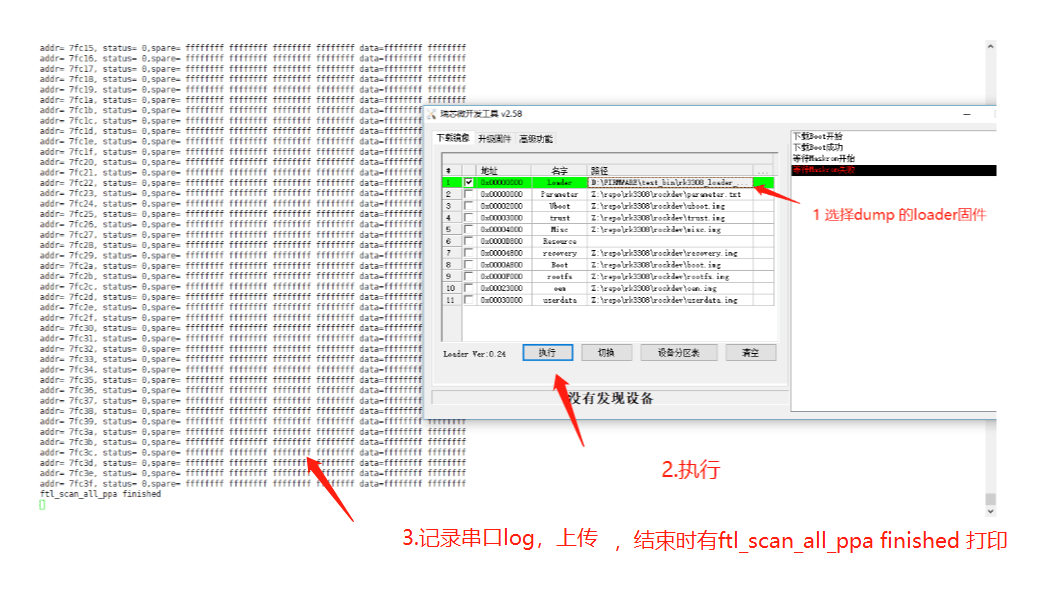 addr= 7fc15, status= 0,spare= ffffffff ffffffff ffffffff ffffffff data=ffffffff ffffffff
addr= 7fc16, status= 0,spare= ffffffff ffffffff ffffffff ffffffff data=ffffffff ffffffff
addr= 7fc17, status= 0,spare= ffffffff ffffffff ffffffff ffffffff data=ffffffff ffffffff
addr= 7fc18, status= 0,spare= ffffffff ffffffff ffffffff ffffffff data=ffffffff ffffffff
addr= 7fc19, status= 0,spare= ffffffff ffffffff ffffffff ffffffff data=ffffffff ffffffff
addr= 7fc1a, status= 0,spare= ffffffff ffffffff ffffffff ffffffff data=ffffffff ffffffff
addr= 7fc1b, status= 0,spare= ffffffff ffffffff ffffffff ffffffff data=ffffffff
addr= 7fc1c, status= 0,spare= ffffffff ffffffff ffffffff ffffffff data=ffffffff
addr= 7fc1d, status= 0,spare= ffffffff ffffffff ffffffff ffffffff data=ffffffff
addr= 7fc1e, status= 0,spare= ffffffff ffffffff ffffffff ffffffff data=ffffffff
addr= 7fc1f, status= 0,spare= ffffffff ffffffff ffffffff ffffffff data=ffffffff
addr= 7fc20, status= 0,spare= ffffffff ffffffff ffffffff ffffffff data=ffffffff
addr= 7fc21, status= 0,spare= ffffffff ffffffff ffffffff ffffffff data=ffffffff
addr= 7fc22, status= 0,spare= ffffffff ffffffff ffffffff ffffffff data=ffffffff
addr= 7fc23, status= 0,spare= ffffffff ffffffff ffffffff ffffffff data=ffffffff
addr= 7fc24, status= 0,spare= ffffffff ffffffff ffffffff ffffffff data=ffffffff
addr= 7fc25, status= 0,spare= ffffffff ffffffff ffffffff ffffffff data=ffffffff
addr= 7fc26, status= 0,spare= ffffffff ffffffff ffffffff ffffffff data=ffffffff
addr= 7fc27, status= 0,spare= ffffffff ffffffff ffffffff ffffffff data=ffffffff
addr= 7fc28, status= 0,spare= ffffffff ffffffff ffffffff ffffffff data=ffffffff
addr= 7fc29, status= 0,spare= ffffffff ffffffff ffffffff ffffffff data=ffffffff
addr= 7fc2a, status= 0,spare= ffffffff ffffffff ffffffff ffffffff data=ffffffff
addr= 7fc2b, status= 0,spare= ffffffff ffffffff ffffffff ffffffff data=ffffffff
addr= 7fc2c, status= 0,spare= ffffffff ffffffff ffffffff ffffffff data=ffffffff
addr= 7fc2d, status= 0,spare= ffffffff ffffffff ffffffff ffffffff data=ffffffff
addr= 7fc2e, status= 0,spare= ffffffff ffffffff ffffffff ffffffff data=ffffffff
addr= 7fc2f, status= 0,spare= ffffffff ffffffff ffffffff ffffffff data=ffffffff
addr= 7fc30, status= 0,spare= ffffffff ffffffff ffffffff ffffffff data=ffffffff
addr= 7fc31, status= 0,spare= ffffffff ffffffff ffffffff ffffffff data=ffffffff
addr= 7fc32, status= 0,spare= ffffffff ffffffff ffffffff ffffffff data=ffffffff
addr= 7fc33, status= 0,spare= ffffffff ffffffff ffffffff ffffffff data=ffffffff
addr= 7fc34, status= 0,spare= ffffffff ffffffff ffffffff ffffffff data=ffffffff
addr= 7fc35, status= 0,spare= ffffffff ffffffff ffffffff ffffffff data=ffffffff
addr= 7fc36, status= 0,spare= ffffffff ffffffff ffffffff ffffffff data=ffffffff
addr= 7fc37, status= 0,spare= ffffffff ffffffff ffffffff ffffffff data=ffffffff
addr= 7fc38, status= 0,spare= ffffffff ffffffff ffffffff ffffffff data=ffffffff
addr= 7fc39, status= 0,spare= ffffffff ffffffff ffffffff ffffffff data=ffffffff ffffffff
addr= 7fc3a, status= 0,spare= ffffffff ffffffff ffffffff ffffffff data=ffffffff ffffffff
addr= 7fc3b, status= 0,spare= ffffffff ffffffff ffffffff ffffffff data=ffffffff ffffffff
addr= 7fc3c, status= 0,spare= ffffffff ffffffff ffffffff ffffffff data=ffffffff ffffffff
addr= 7fc3d, status= 0,spare= ffffffff ffffffff ffffffff ffffffff data=ffffffff ffffffff
addr= 7fc3e, status= 0,spare= ffffffff ffffffff ffffffff ffffffff data=ffffffff ffffffff
addr= 7fc3f, status= 0,spare= ffffffff ffffffff ffffffff ffffffff data=ffffffff ffffffff
ftl_scan_all_ppa finished
瑞芯微开发工具 v2.58
下载镜像 升级固件 高级功能
# 地址 名字 路径 ...
1 0x00000000 Loader D:\FIRMWARE\test_bin\rk3308_loader_
2 0x00000000 Parameter Z:\repo\rk3308\rockdev\parameter.txt
3 0x00002000 Uboot Z:\repo\rk3308\rockdev\uboot.img
4 0x00003000 trust Z:\repo\rk3308\rockdev\trust.img
5 0x00004000 Misc Z:\repo\rk3308\rockdev\misc.img
6 0x0000B800 Resource
7 0x00004800 recovery Z:\repo\rk3308\rockdev\recovery.img
8 0x0000A800 Boot Z:\repo\rk3308\rockdev\boot.img
9 0x0000F000 rootfs Z:\repo\rk3308\rockdev\rootfs.img
10 0x00023000 oem Z:\repo\rk3308\rockdev\oem.img
11 0x00030000 userdata Z:\repo\rk3308\rockdev\userdata.img
Loader Ver:0.24 执行 切换 设备分区表 清空
没有发现设备
下载Boot开始
下载Boot成功
等待Maskrom开始
等待Maskrom失败
1 选择dump 的loader固件
2.执行
3.记录串口log，上传 ，结束时有ftl_scan_all_ppa finished 打印